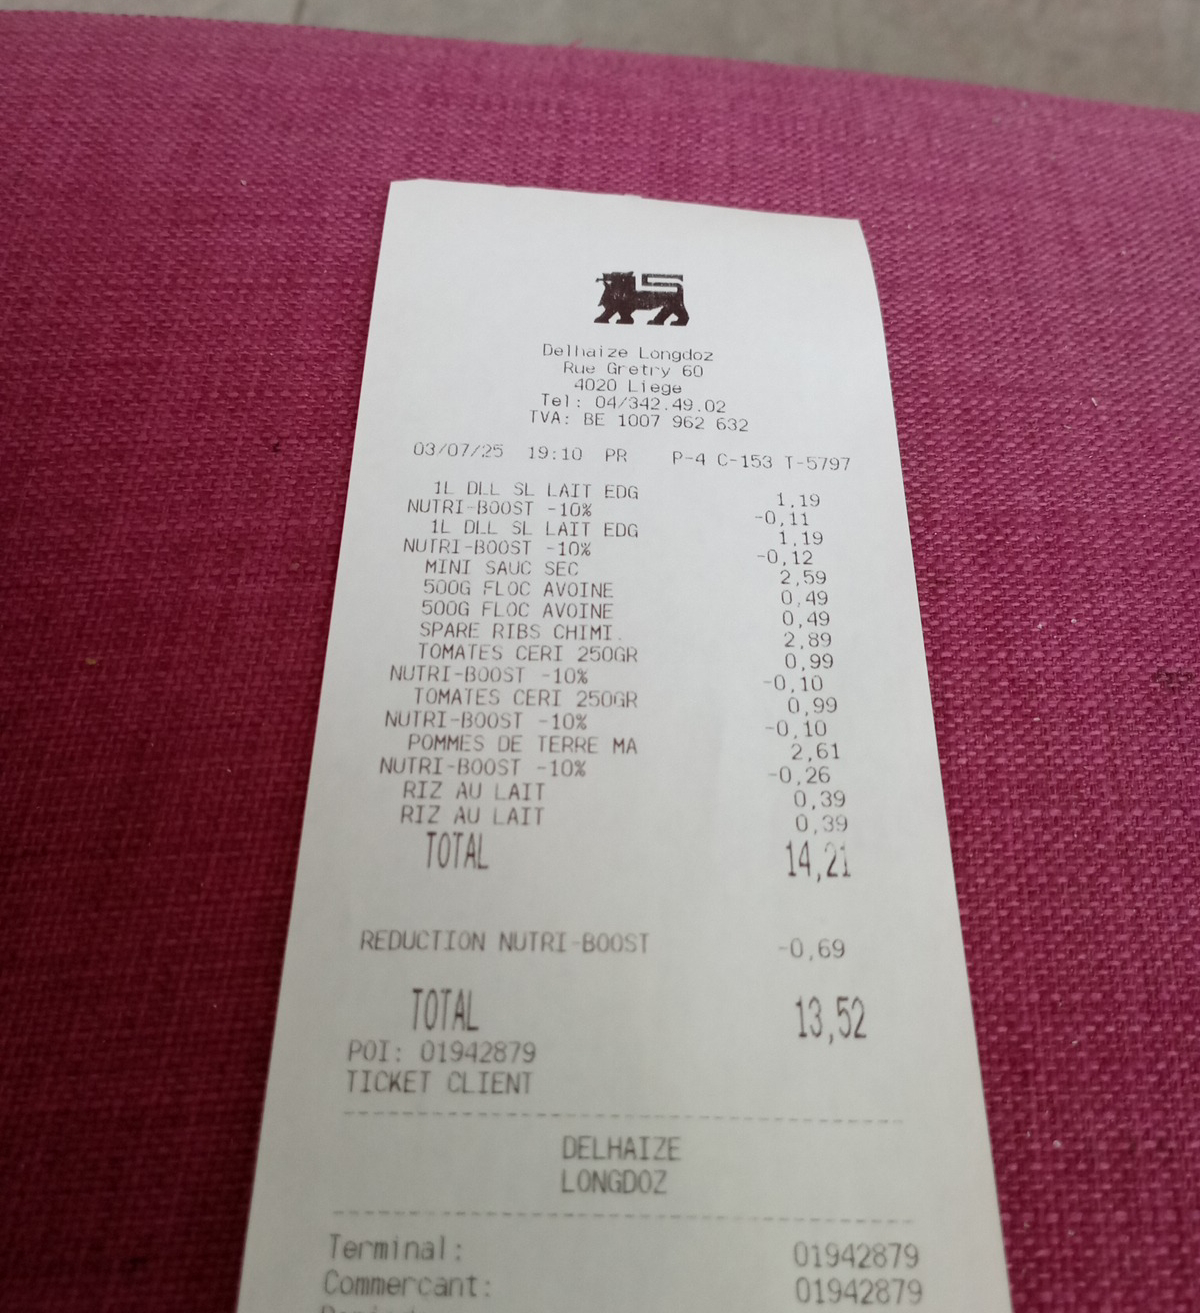 Delhaize Longdoz
Rue Gretry 60
4020 Liege
Tel: 04/342.49.02
TVA: BE 1007 962 632
03/07/25 19:10 PR P-4 C-153 T-5797
1L DLL SL LAIT EDG 1,19
NUTRI-BOOST -10% -0,11
1L DLL SL LAIT EDG 1,19
NUTRI-BOOST -10% -0,12
MINI SAUC SEC 2,59
500G FLOC AVOINE 0,49
500G FLOC AVOINE 0,49
SPARE RIBS CHIMI. 2,89
TOMATES CERI 250GR 0,99
NUTRI-BOOST -10% -0,10
TOMATES CERI 250GR 0,99
NUTRI-BOOST -10% -0,10
POMMES DE TERRE MA 2,61
NUTRI-BOOST -10% -0,26
RIZ AU LAIT 0,39
RIZ AU LAIT 0,39
TOTAL 14,21
REDUCTION NUTRI-BOOST -0,69
TOTAL 13,52
POI: 01942879
TICKET CLIENT
DELHAIZE
LONGDOZ
Terminal: 01942879
Commercant: 01942879